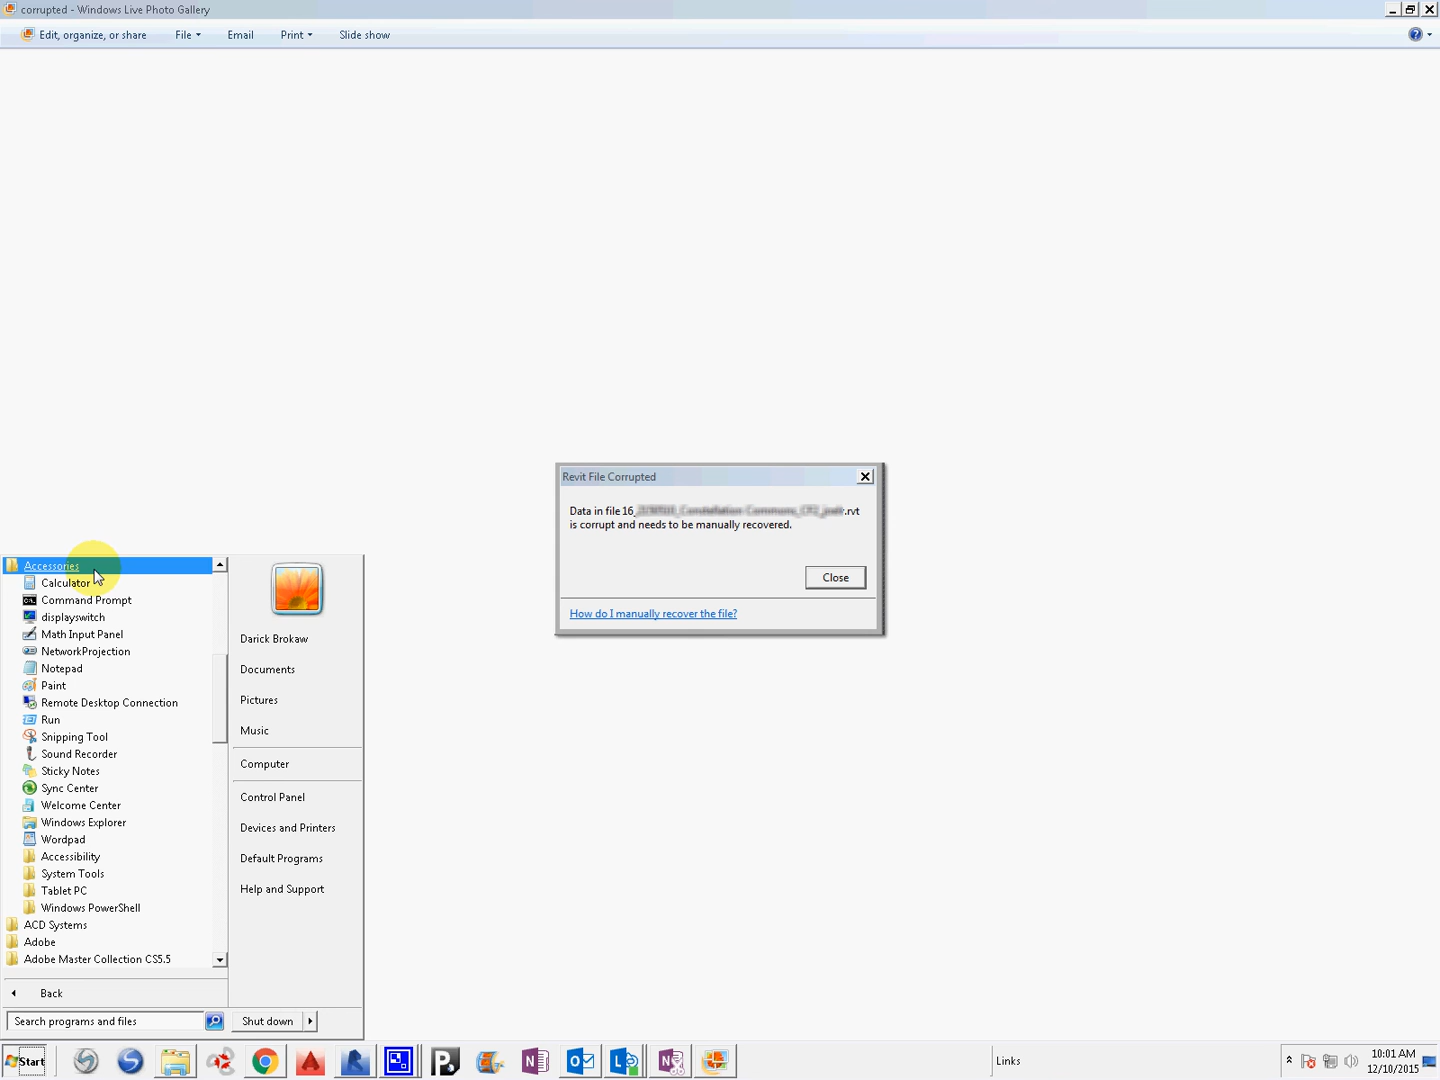 corrupted - Windows Live Photo Gallery
Edit, organize, or share File Email Print Slide show
Revit File Corrupted
Data in file 16_ .rvt
is corrupt and needs to be manually recovered.
Close
How do I manually recover the file?
Accessories
Calculator
Command Prompt
displayswitch
Math Input Panel
NetworkProjection
Notepad
Paint
Remote Desktop Connection
Run
Snipping Tool
Sound Recorder
Sticky Notes
Sync Center
Welcome Center
Windows Explorer
Wordpad
Accessibility
System Tools
Tablet PC
Windows PowerShell
ACD Systems
Adobe
Adobe Master Collection CS5.5
Back
Search programs and files
Darick Brokaw
Documents
Pictures
Music
Computer
Control Panel
Devices and Printers
Default Programs
Help and Support
Shut down
Start
Links
10:01 AM
12/10/2015